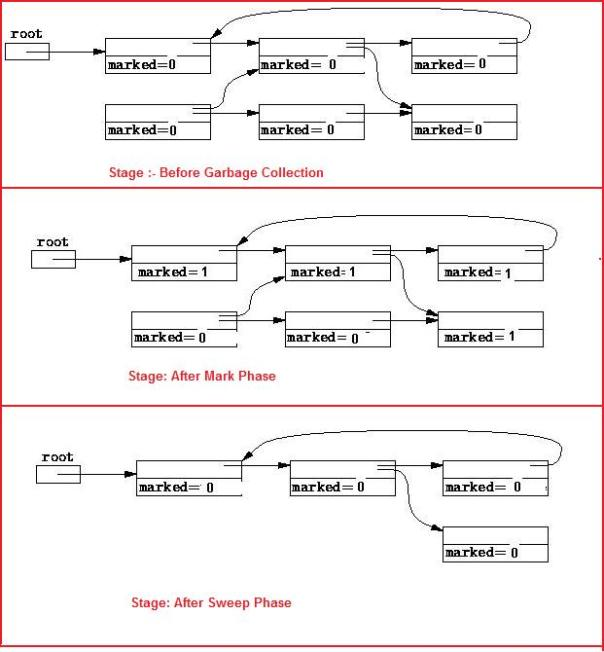 root
marked=0 marked= 0 marked= 0
marked=0 marked= 0 marked=0
Stage :- Before Garbage Collection
root
marked=1 marked=1 marked=1
marked= 0 marked= 0 marked= 1
Stage: After Mark Phase
root
marked= 0 marked= 0 marked= 0
marked= 0
Stage: After Sweep Phase